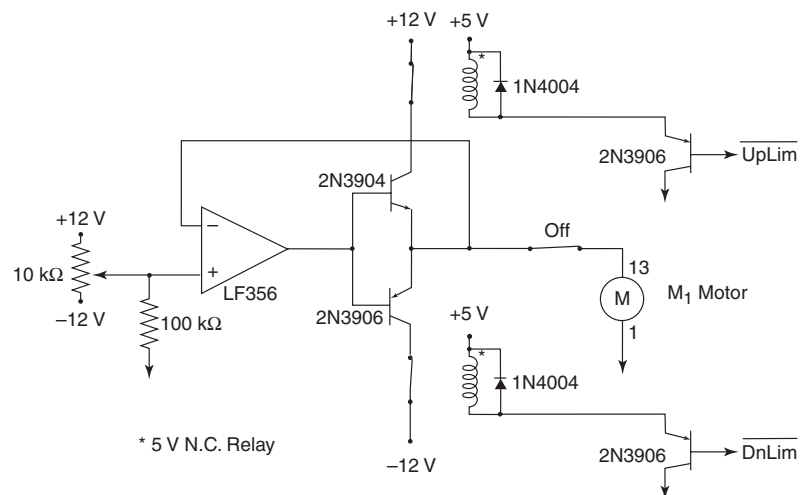 +12 V
+5 V
*
1N4004
2N3906
UpLim
2N3904
+12 V
10 kΩ
−12 V
−
+
LF356
100 kΩ
2N3906
Off
13
M
M₁ Motor
1
+5 V
*
1N4004
2N3906
DnLim
−12 V
* 5 V N.C. Relay